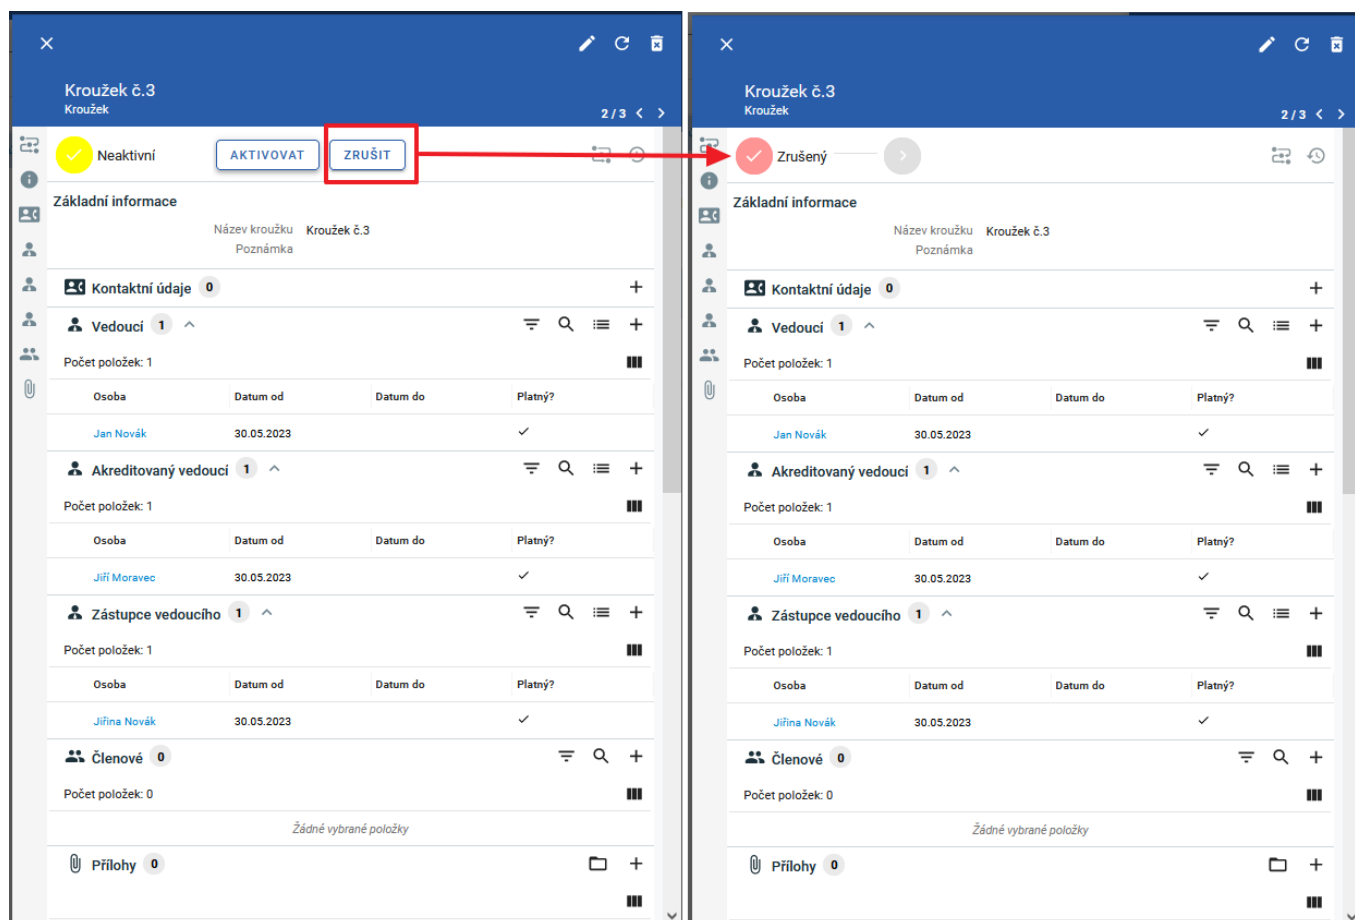 Kroužek č.3
Kroužek
2 / 3
Neaktivní
AKTIVOVAT
ZRUŠIT
Základní informace
Název kroužku Kroužek č.3
Poznámka
Kontaktní údaje 0
Vedoucí 1
Počet položek: 1
Osoba Datum od Datum do Platný?
Jan Novák 30.05.2023
Akreditovaný vedoucí 1
Počet položek: 1
Osoba Datum od Datum do Platný?
Jiří Moravec 30.05.2023
Zástupce vedoucího 1
Počet položek: 1
Osoba Datum od Datum do Platný?
Jiřina Novák 30.05.2023
Členové 0
Počet položek: 0
Žádné vybrané položky
Přílohy 0
Kroužek č.3
Kroužek
2 / 3
Zrušený
Základní informace
Název kroužku Kroužek č.3
Poznámka
Kontaktní údaje 0
Vedoucí 1
Počet položek: 1
Osoba Datum od Datum do Platný?
Jan Novák 30.05.2023
Akreditovaný vedoucí 1
Počet položek: 1
Osoba Datum od Datum do Platný?
Jiří Moravec 30.05.2023
Zástupce vedoucího 1
Počet položek: 1
Osoba Datum od Datum do Platný?
Jiřina Novák 30.05.2023
Členové 0
Počet položek: 0
Žádné vybrané položky
Přílohy 0